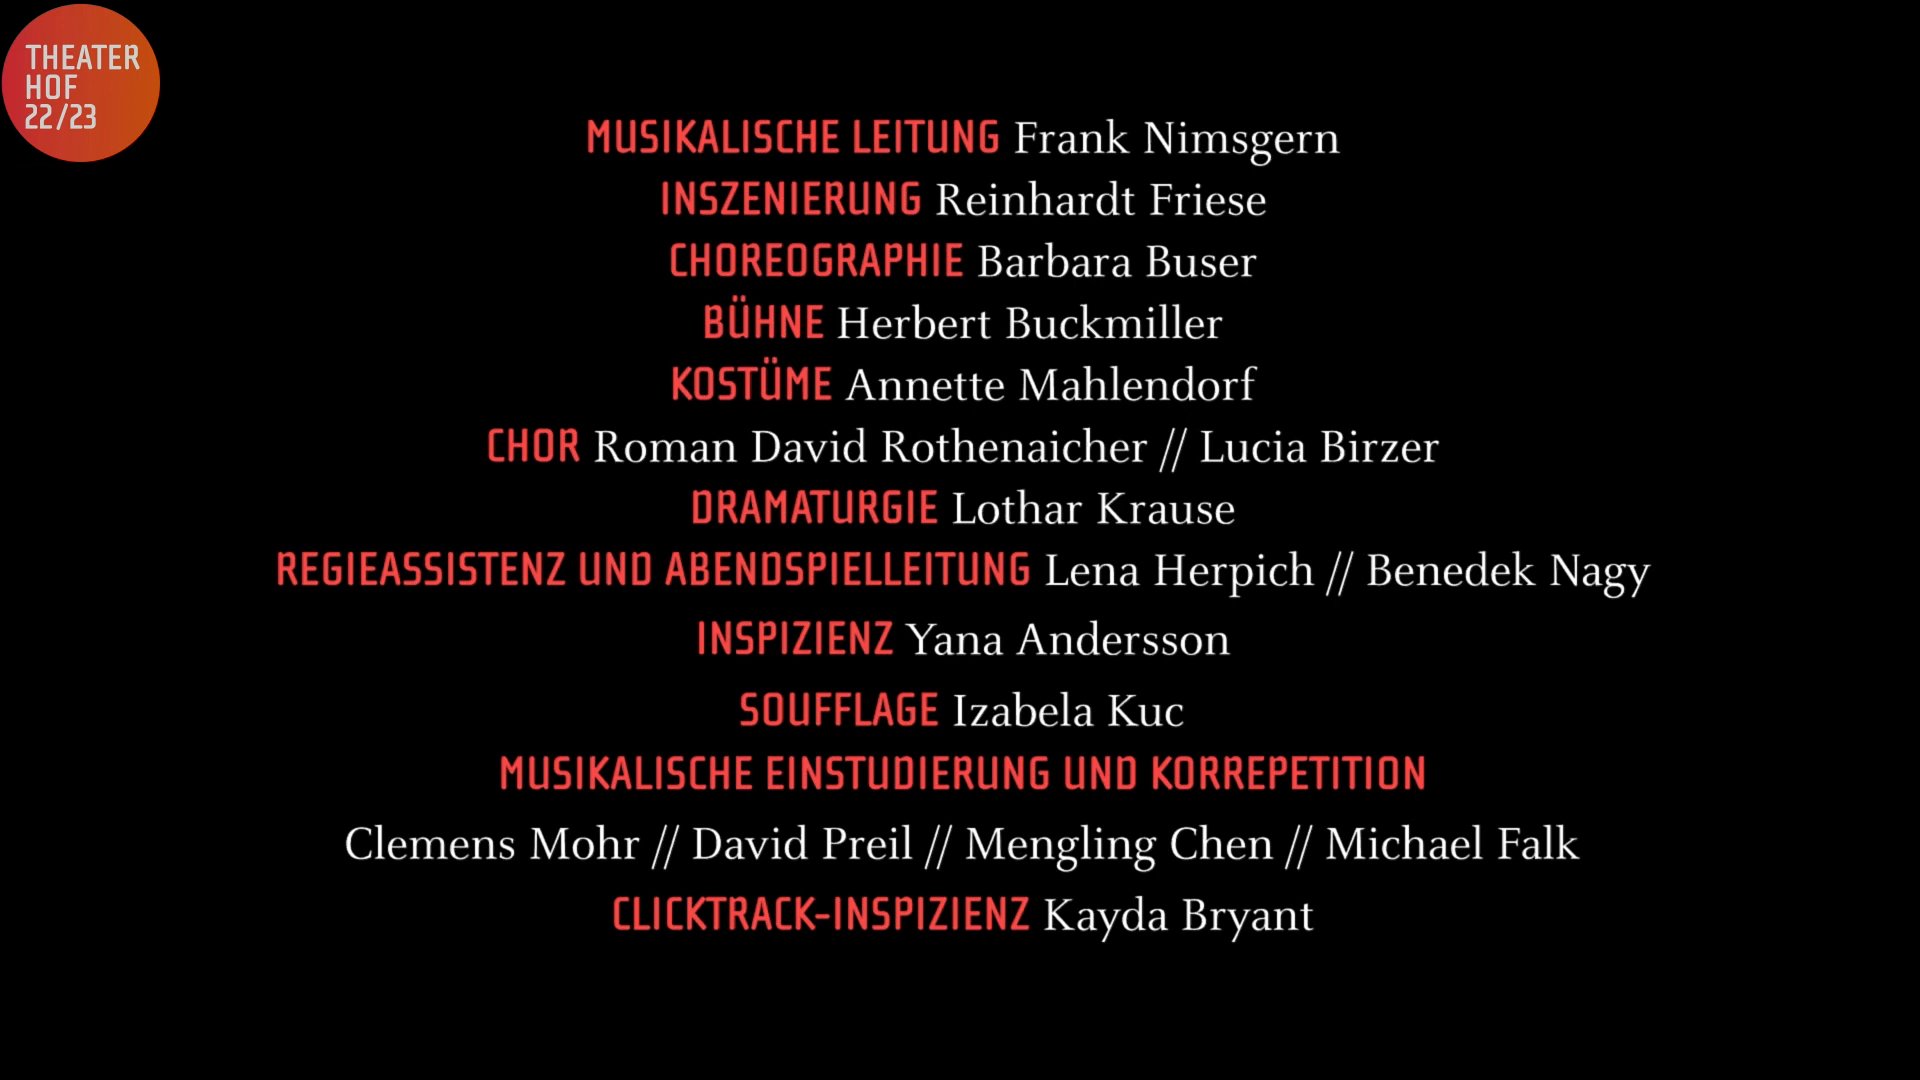 THEATER
HOF
22/23
MUSIKALISCHE LEITUNG Frank Nimsgern
INSZENIERUNG Reinhardt Friese
CHOREOGRAPHIE Barbara Buser
BÜHNE Herbert Buckmiller
KOSTÜME Annette Mahlendorf
CHOR Roman David Rothenaicher // Lucia Birzer
DRAMATURGIE Lothar Krause
REGIEASSISTENZ UND ABENDSPIELLEITUNG Lena Herpich // Benedek Nagy
INSPIZIENZ Yana Andersson
SOUFFLAGE Izabela Kuc
MUSIKALISCHE EINSTUDIERUNG UND KORREPETITION
Clemens Mohr // David Preil // Mengling Chen // Michael Falk
CLICKTRACK-INSPIZIENZ Kayda Bryant